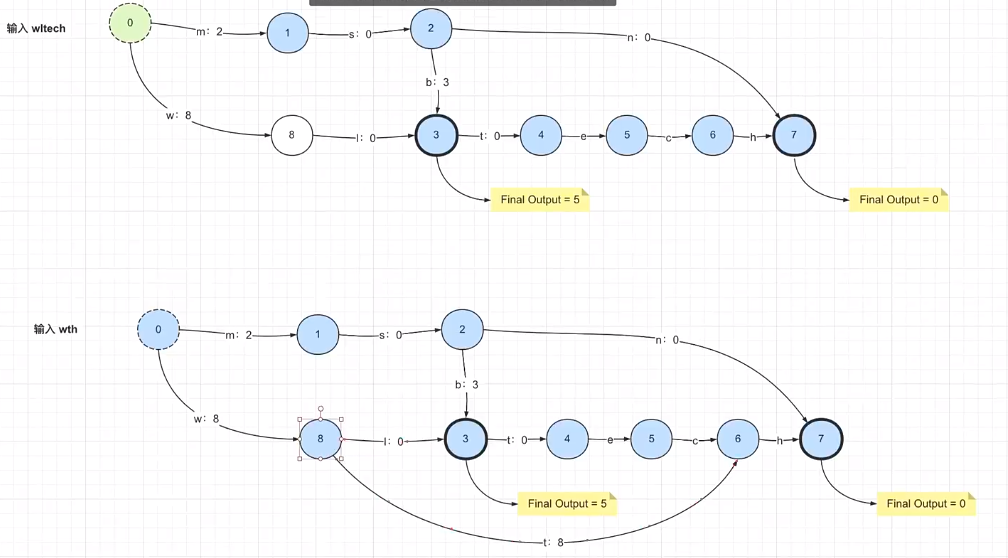 输入 wltech
0
m: 2
1
s: 0
2
n: 0
b: 3
w: 8
8
l: 0
3
t: 0
4
e
5
c
6
h
7
Final Output = 5
Final Output = 0
输入 wth
0
m: 2
1
s: 0
2
n: 0
b: 3
w: 8
8
l: 0
3
t: 0
4
e
5
c
6
h
7
Final Output = 5
Final Output = 0
t: 8